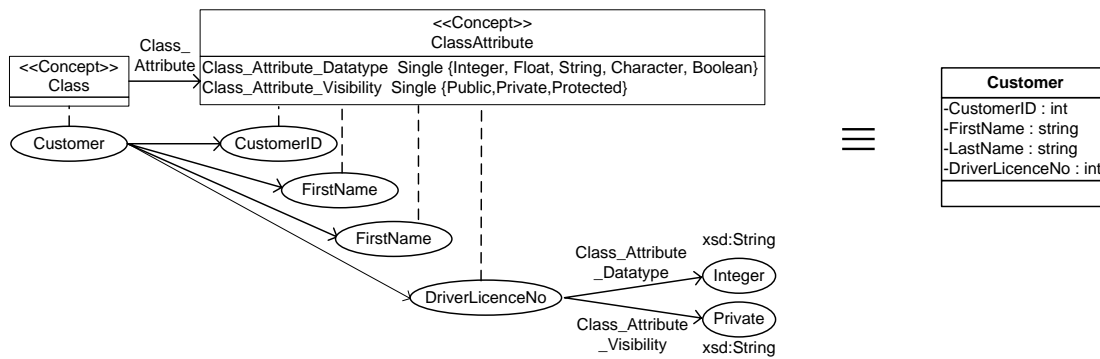 <<Concept>>
ClassAttribute
Class_Attribute_Datatype  Single {Integer, Float, String, Character, Boolean}
Class_Attribute_Visibility  Single {Public,Private,Protected}
Class_
Attribute
<<Concept>>
Class
Customer
CustomerID
FirstName
FirstName
DriverLicenceNo
Class_Attribute
_Datatype
xsd:String
Integer
Private
xsd:String
Class_Attribute
_Visibility
Customer
-CustomerID : int
-FirstName : string
-LastName : string
-DriverLicenceNo : int